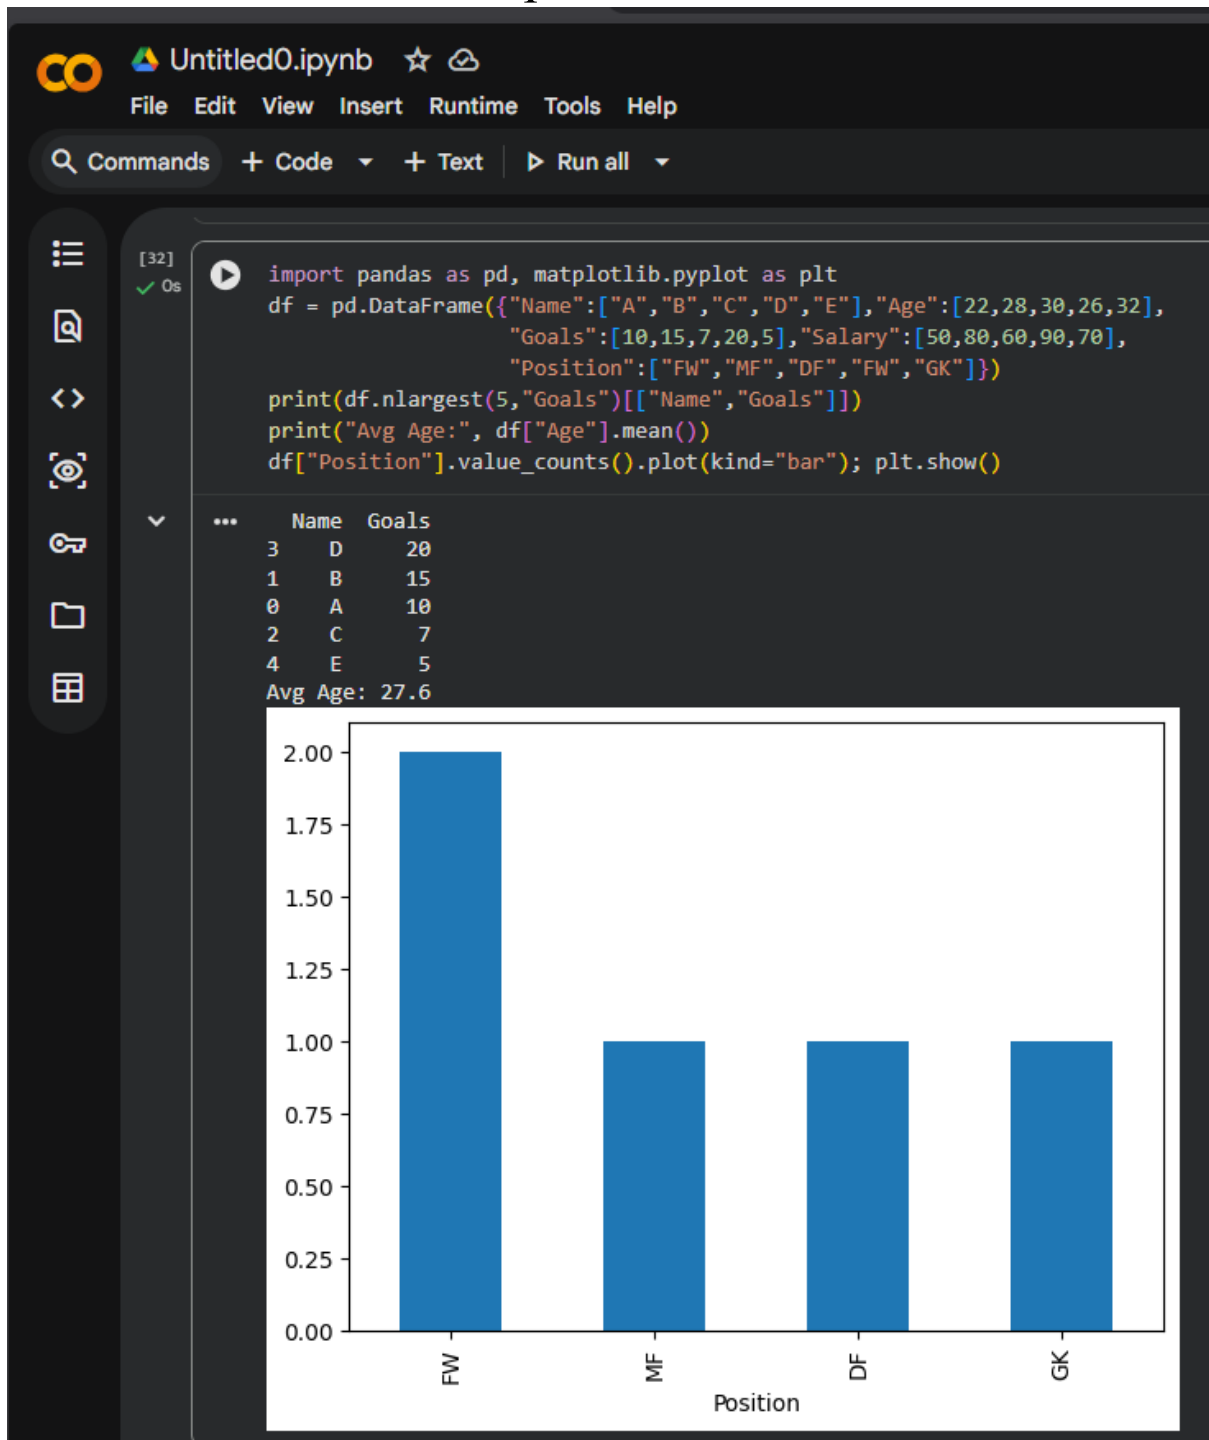 Untitled0.ipynb
File Edit View Insert Runtime Tools Help
Commands + Code + Text Run all
[32]
0s
import pandas as pd, matplotlib.pyplot as plt
df = pd.DataFrame({"Name":["A","B","C","D","E"],"Age":[22,28,30,26,32],
"Goals":[10,15,7,20,5],"Salary":[50,80,60,90,70],
"Position":["FW","MF","DF","FW","GK"]})
print(df.nlargest(5,"Goals")[["Name","Goals"]])
print("Avg Age:", df["Age"].mean())
df["Position"].value_counts().plot(kind="bar"); plt.show()
Name Goals
3 D 20
1 B 15
0 A 10
2 C 7
4 E 5
Avg Age: 27.6
2.00
1.75
1.50
1.25
1.00
0.75
0.50
0.25
0.00
FW MF DF GK
Position